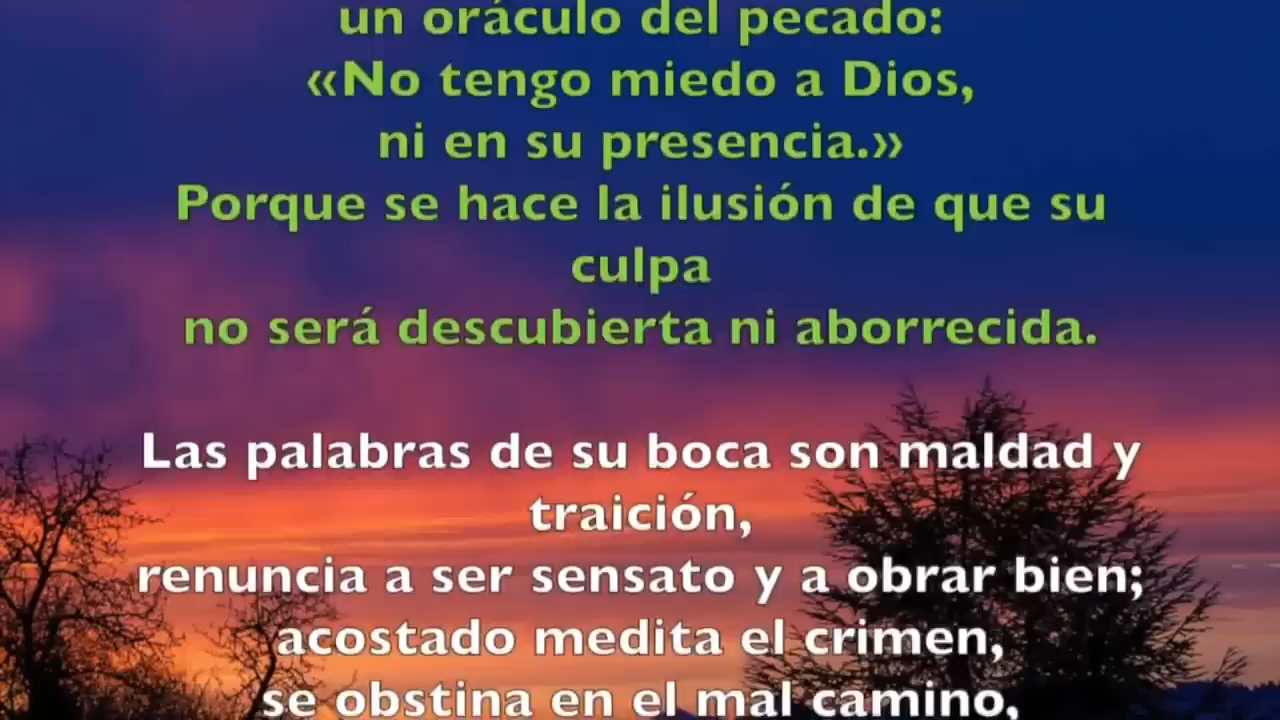 un oráculo del pecado:
«No tengo miedo a Dios,
ni en su presencia.»
Porque se hace la ilusión de que su
culpa
no será descubierta ni aborrecida.
Las palabras de su boca son maldad y
traición,
renuncia a ser sensato y a obrar bien;
acostado medita el crimen,
se obstina en el mal camino,